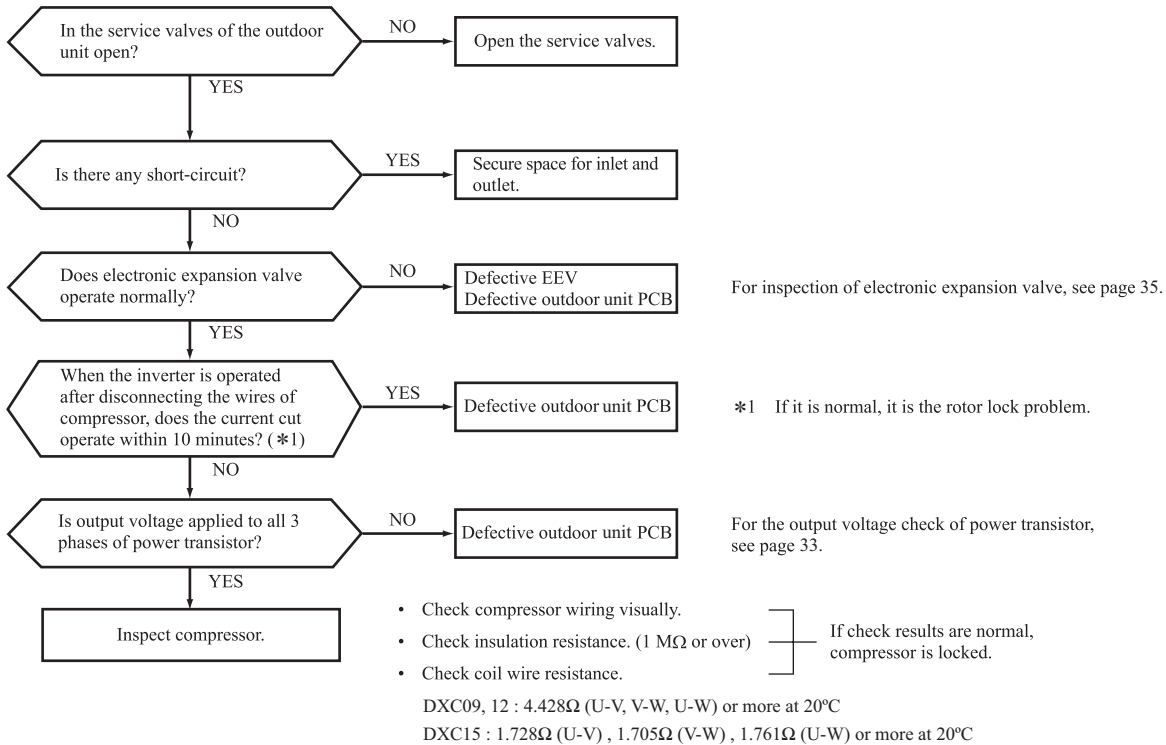 In the service valves of the outdoor
unit open?
NO
Open the service valves.
YES
Is there any short-circuit?
YES
Secure space for inlet and
outlet.
NO
Does electronic expansion valve
operate normally?
NO
Defective EEV
Defective outdoor unit PCB
For inspection of electronic expansion valve, see page 35.
YES
When the inverter is operated
after disconnecting the wires of
compressor, does the current cut
operate within 10 minutes? (∗1)
YES
Defective outdoor unit PCB
∗1 If it is normal, it is the rotor lock problem.
NO
Is output voltage applied to all 3
phases of power transistor?
NO
Defective outdoor unit PCB
For the output voltage check of power transistor,
see page 33.
YES
Inspect compressor.
• Check compressor wiring visually.
• Check insulation resistance. (1 MΩ or over)
• Check coil wire resistance.
If check results are normal,
compressor is locked.
DXC09, 12 : 4.428Ω (U-V, V-W, U-W) or more at 20ºC
DXC15 : 1.728Ω (U-V) , 1.705Ω (V-W) , 1.761Ω (U-W) or more at 20ºC